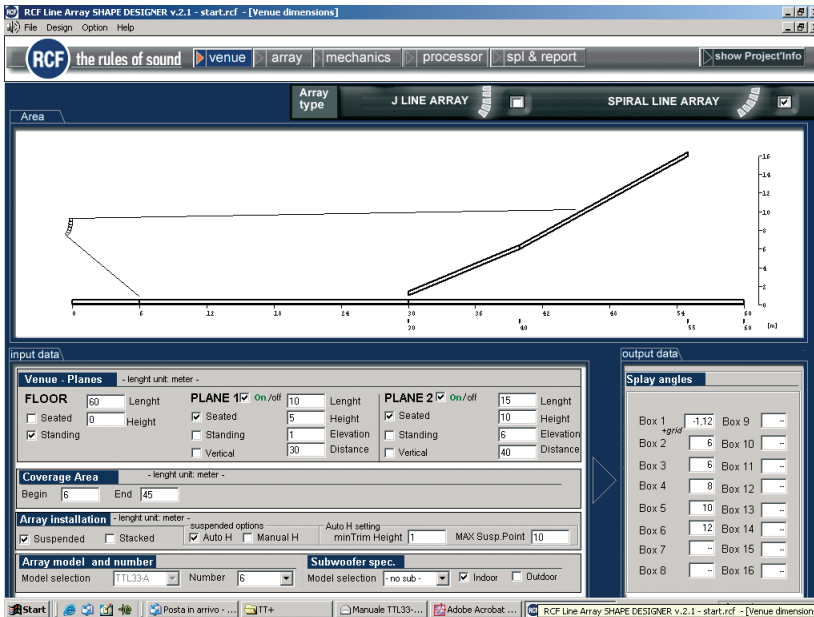 RCF Line Array SHAPE DESIGNER v.2.1 - start.rcf - [Venue dimensions]
File Design Option Help
RCF the rules of sound venue array mechanics processor spl & report show Project'Info
Array type J LINE ARRAY SPIRAL LINE ARRAY
Area
16
14
12
10
8
6
4
2
0
0 6 12 18 24 30 36 42 48 54 60
30 40 55 60 [m]
input data
Venue - Planes - lenght unit: meter -
FLOOR 60 Lenght
Seated 0 Height
Standing
PLANE 1 On/off 10 Lenght
Seated 5 Height
Standing 1 Elevation
Vertical 30 Distance
PLANE 2 On/off 15 Lenght
Seated 10 Height
Standing 6 Elevation
Vertical 40 Distance
Coverage Area - lenght unit: meter -
Begin 6 End 45
Array installation - lenght unit: meter -
Suspended Stacked
suspended options
Auto H Manual H
Auto H setting
minTrim Height 1 MAX Susp.Point 10
Array model and number
Model selection TTL33-A Number 6
Subwoofer spec.
Model selection - no sub - Indoor Outdoor
output data
Splay angles
Box 1 -1,12 Box 9 --
+grid
Box 2 6 Box 10 --
Box 3 6 Box 11 --
Box 4 8 Box 12 --
Box 5 10 Box 13 --
Box 6 12 Box 14 --
Box 7 -- Box 15 --
Box 8 -- Box 16 --
Start Posta in arrivo - ... TT+ Manuale TTL33-... Adobe Acrobat ... RCF Line Array SHAPE DESIGNER v.2.1 - start.rcf - [Venue dimension